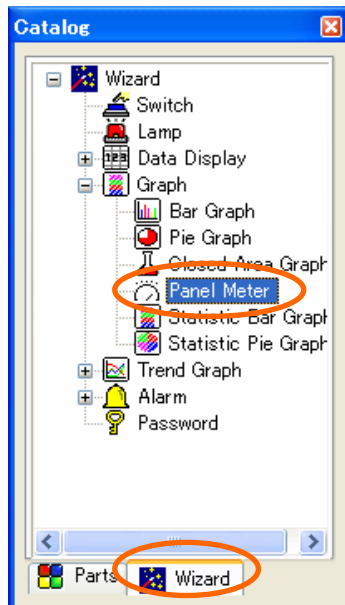 Catalog
Wizard
Switch
Lamp
123
Data Display
Graph
Bar Graph
Pie Graph
Closed Area Graph
Panel Meter
Statistic Bar Graph
Statistic Pie Graph
Trend Graph
Alarm
Password
Parts
Wizard